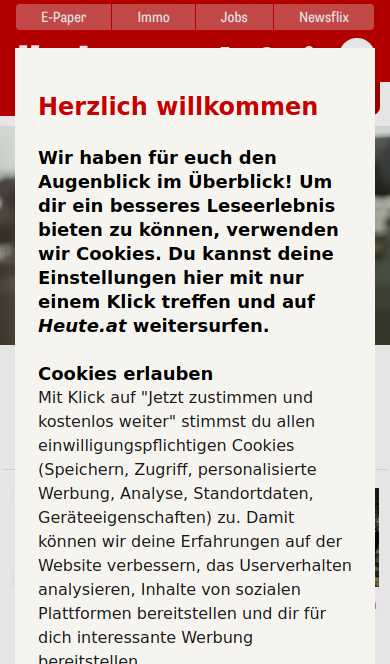 E-Paper
Immo
Jobs
Newsflix
Herzlich willkommen
Wir haben für euch den
Augenblick im Überblick! Um
dir ein besseres Leseerlebnis
bieten zu können, verwenden
wir Cookies. Du kannst deine
Einstellungen hier mit nur
einem Klick treffen und auf
Heute.at weitersurfen.
Cookies erlauben
Mit Klick auf "Jetzt zustimmen und
kostenlos weiter" stimmst du allen
einwilligungspflichtigen Cookies
(Speichern, Zugriff, personalisierte
Werbung, Analyse, Standortdaten,
Geräteeigenschaften) zu. Damit
können wir deine Erfahrungen auf der
Website verbessern, das Userverhalten
analysieren, Inhalte von sozialen
Plattformen bereitstellen und dir für
dich interessante Werbung
bereitstellen